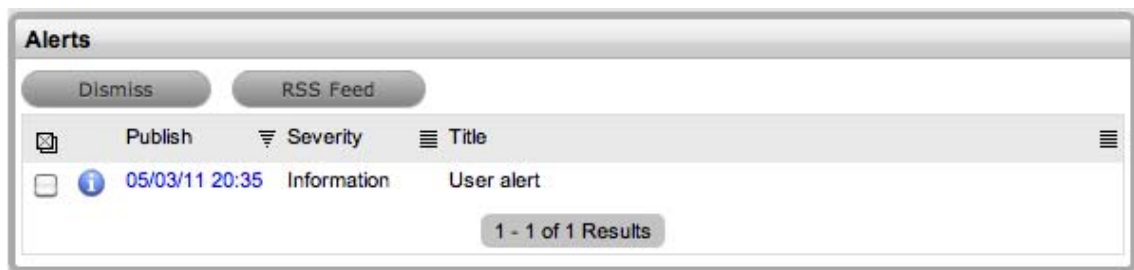 Alerts
Dismiss RSS Feed
Publish Severity Title
05/03/11 20:35 Information User alert
1 - 1 of 1 Results